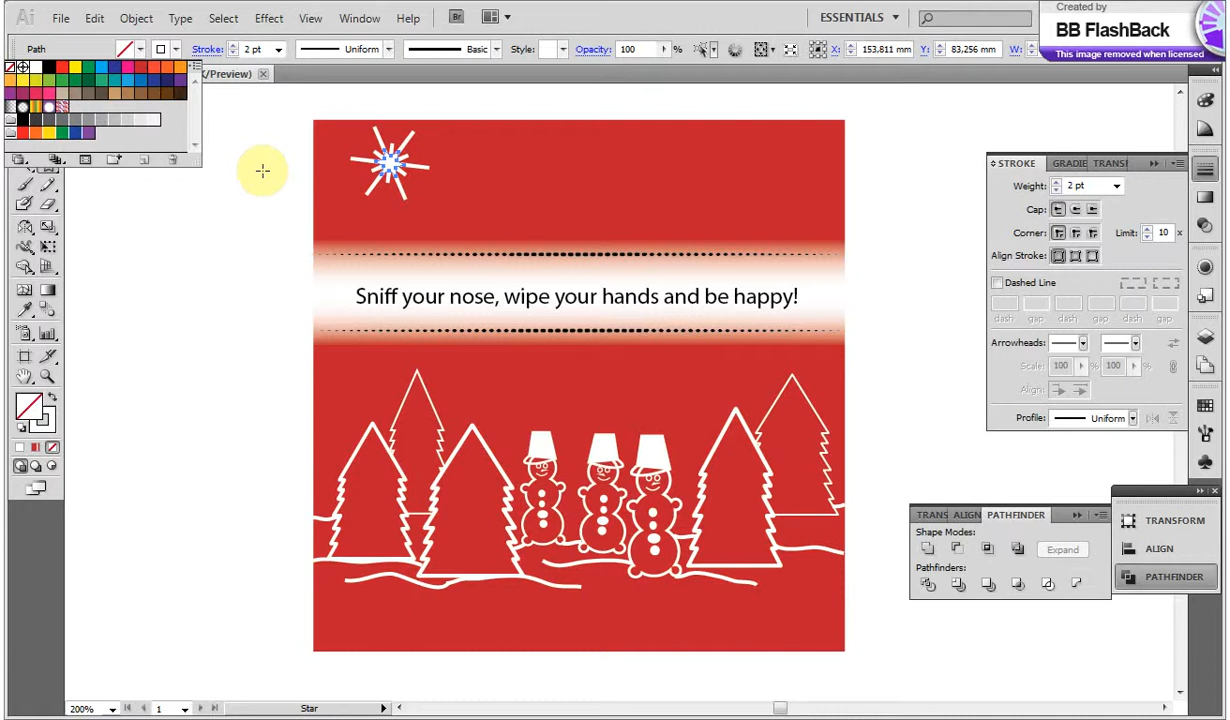 Ai File Edit Object Type Select Effect View Window Help Br ESSENTIALS
Created by
BB FlashBack
This image removed when licensed
Path Stroke: 2 pt Uniform Basic Style: Opacity: 100 % X: 153,811 mm Y: 83,256 mm W:
K/Preview)
STROKE GRADIE TRANSI
Weight: 2 pt
Cap:
Corner: Limit: 10 x
Align Stroke:
Dashed Line
dash gap dash gap dash gap
Arrowheads:
Scale: 100 % 100 %
Align:
Profile: Uniform
Sniff your nose, wipe your hands and be happy!
TRANS ALIGN PATHFINDER
Shape Modes:
Expand
Pathfinders:
TRANSFORM
ALIGN
PATHFINDER
200% 1 Star